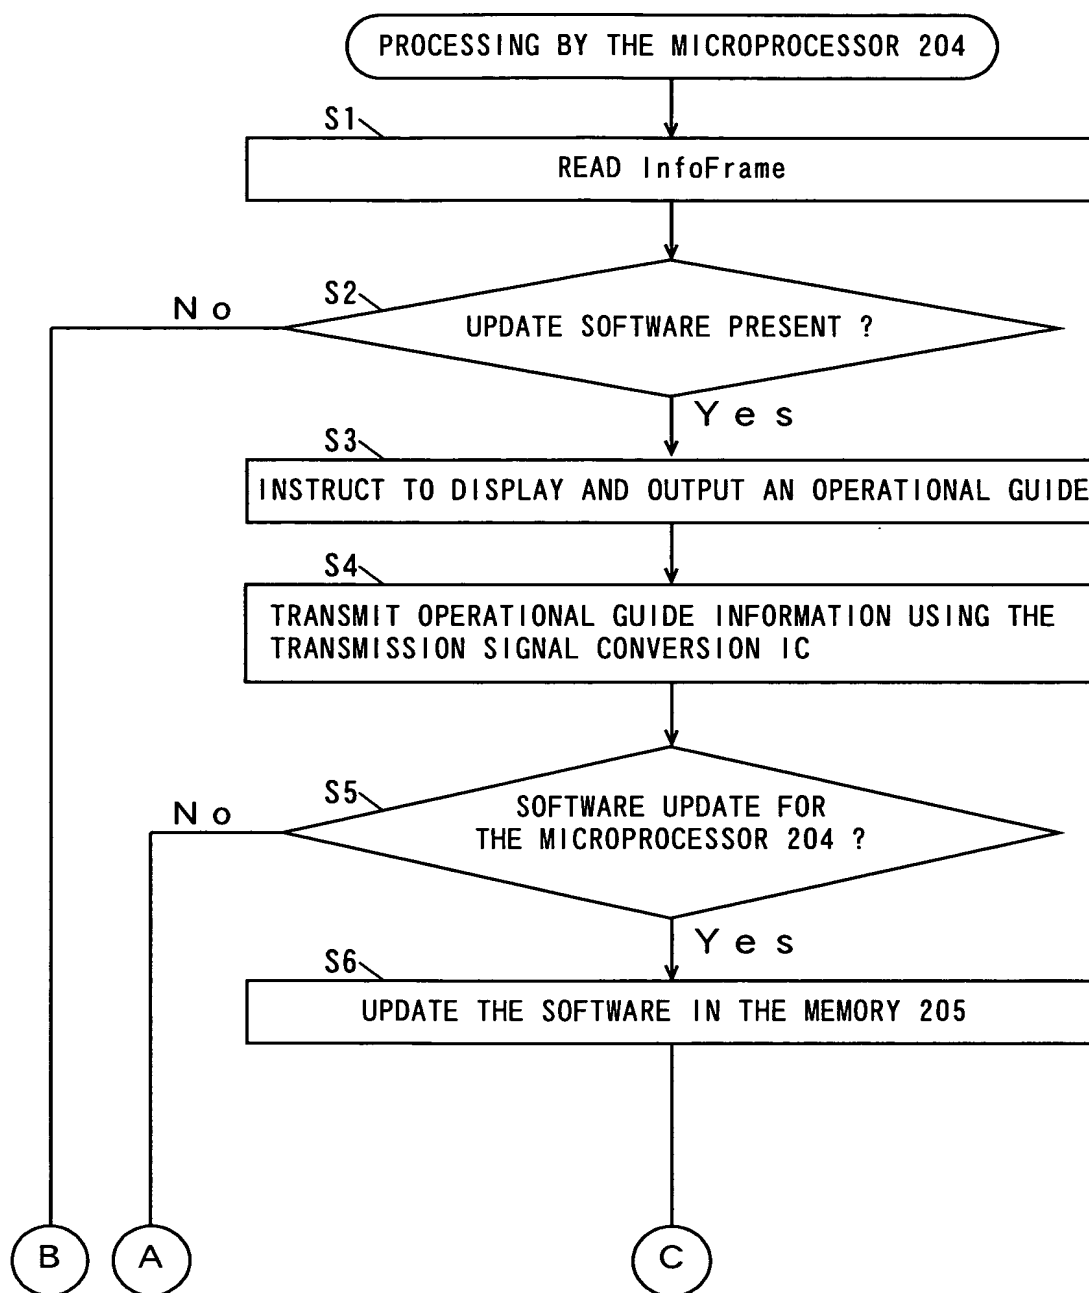 PROCESSING BY THE MICROPROCESSOR 204
S1
READ InfoFrame
S2
No
UPDATE SOFTWARE PRESENT ?
Yes
S3
INSTRUCT TO DISPLAY AND OUTPUT AN OPERATIONAL GUIDE
S4
TRANSMIT OPERATIONAL GUIDE INFORMATION USING THE
TRANSMISSION SIGNAL CONVERSION IC
S5
No
SOFTWARE UPDATE FOR
THE MICROPROCESSOR 204 ?
Yes
S6
UPDATE THE SOFTWARE IN THE MEMORY 205
B
A
C